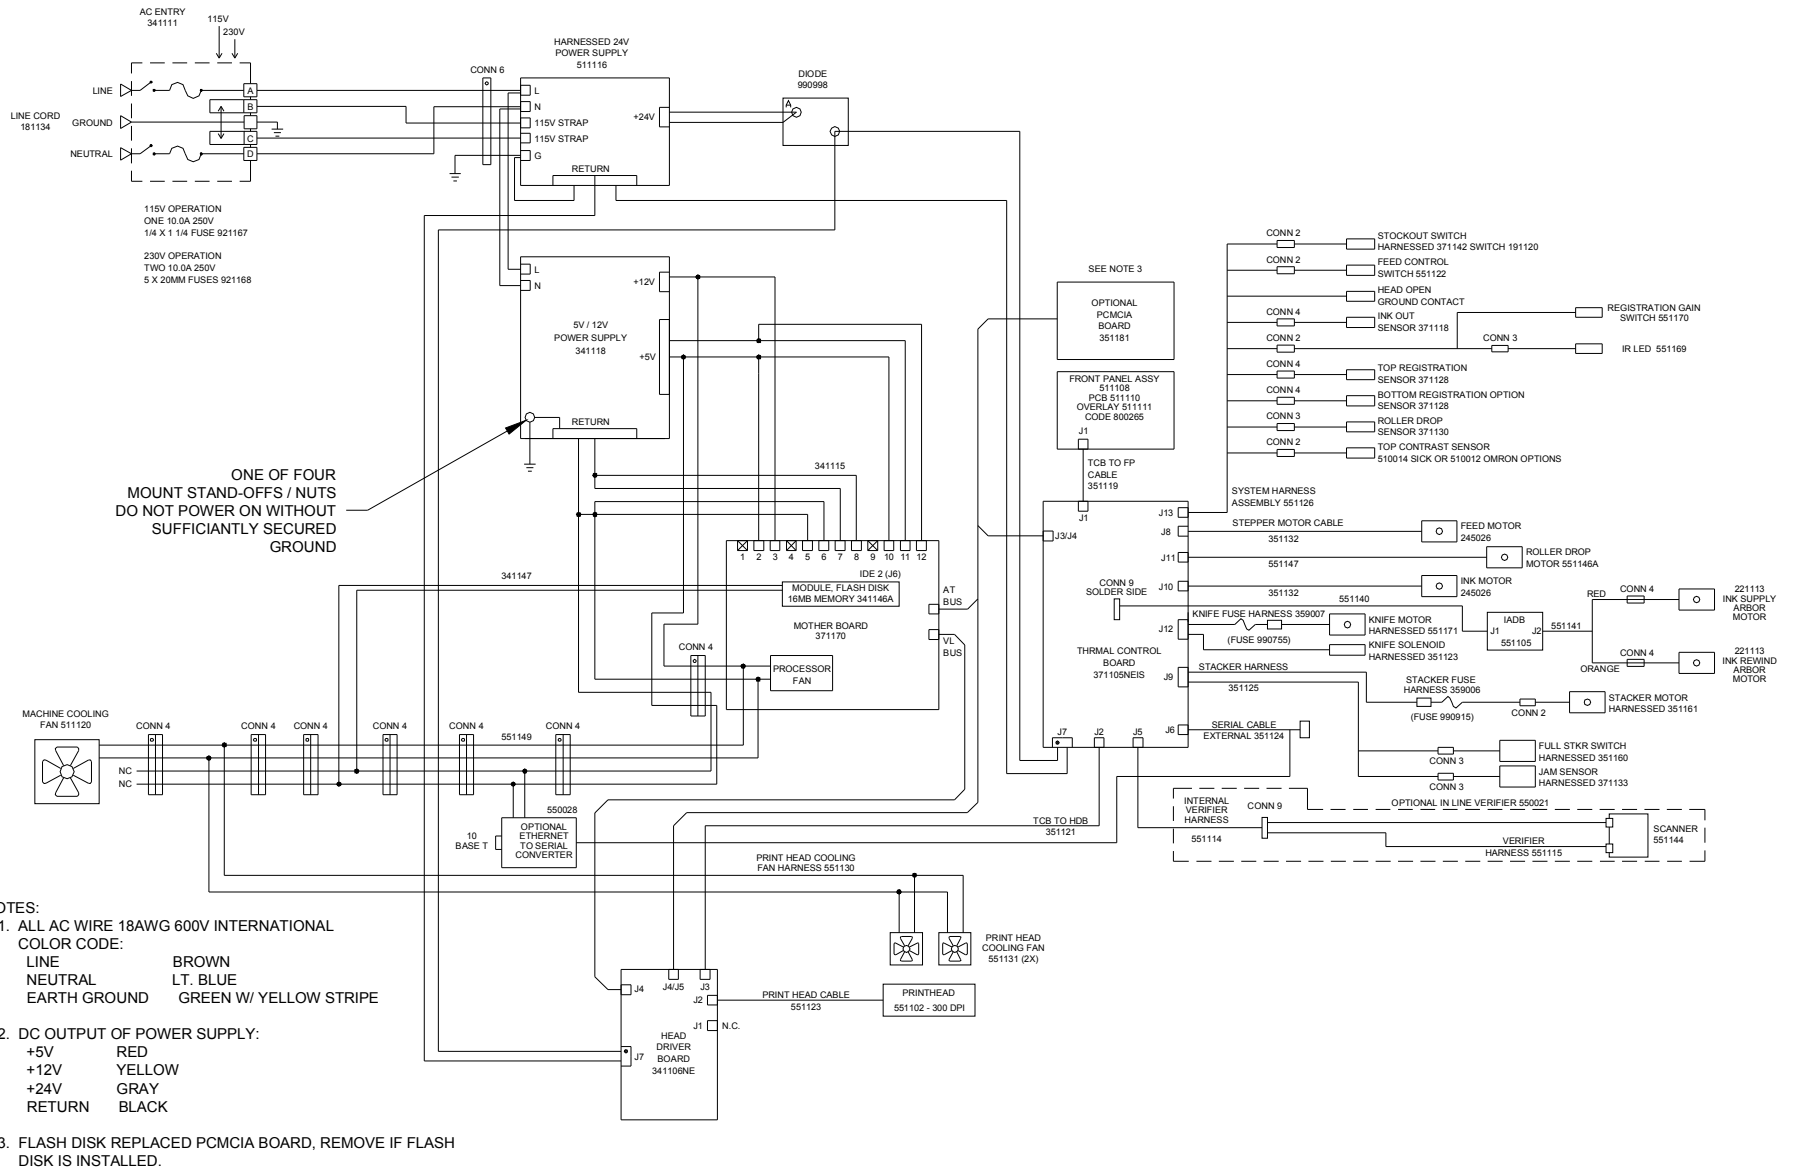 AC ENTRY
341111
115V
230V
LINE
LINE CORD
181134
GROUND
NEUTRAL
A
B
C
D
115V OPERATION
ONE 10.0A 250V
1/4 X 1 1/4 FUSE 921167
230V OPERATION
TWO 10.0A 250V
5 X 20MM FUSES 921168
CONN 6
HARNESSED 24V
POWER SUPPLY
511116
L
N
115V STRAP
115V STRAP
G
+24V
RETURN
DIODE
990998
A
L
N
+12V
5V / 12V
POWER SUPPLY
341118
+5V
RETURN
ONE OF FOUR
MOUNT STAND-OFFS / NUTS
DO NOT POWER ON WITHOUT
SUFFICIANTLY SECURED
GROUND
341115
341147
1 2 3 4 5 6 7 8 9 10 11 12
IDE 2 (J6)
MODULE, FLASH DISK
16MB MEMORY 341146A
MOTHER BOARD
371170
AT
BUS
VL
BUS
CONN 4
PROCESSOR
FAN
SEE NOTE 3
OPTIONAL
PCMCIA
BOARD
351181
FRONT PANEL ASSY
511108
PCB 511110
OVERLAY 511111
CODE 800265
J1
TCB TO FP
CABLE
351119
J1
J3/J4
J13
J8
J11
J10
CONN 9
SOLDER SIDE
J12
THRMAL CONTROL
BOARD
371105NEIS
J9
J6
J7
J2
J5
CONN 2
STOCKOUT SWITCH
HARNESSED 371142 SWITCH 191120
CONN 2
FEED CONTROL
SWITCH 551122
HEAD OPEN
GROUND CONTACT
CONN 4
INK OUT
SENSOR 371118
CONN 2
CONN 3
REGISTRATION GAIN
SWITCH 551170
IR LED 551169
CONN 4
TOP REGISTRATION
SENSOR 371128
CONN 4
BOTTOM REGISTRATION OPTION
SENSOR 371128
CONN 3
ROLLER DROP
SENSOR 371130
CONN 2
TOP CONTRAST SENSOR
510014 SICK OR 510012 OMRON OPTIONS
SYSTEM HARNESS
ASSEMBLY 551126
STEPPER MOTOR CABLE
351132
FEED MOTOR
245026
551147
ROLLER DROP
MOTOR 551146A
351132
INK MOTOR
245026
551140
KNIFE FUSE HARNESS 359007
(FUSE 990755)
KNIFE MOTOR
HARNESSED 551171
KNIFE SOLENOID
HARNESSED 351123
IADB
J1
J2
551105
551141
RED
CONN 4
221113
INK SUPPLY
ARBOR
MOTOR
ORANGE
CONN 4
221113
INK REWIND
ARBOR
MOTOR
STACKER HARNESS
351125
STACKER FUSE
HARNESS 359006
(FUSE 990915)
CONN 2
STACKER MOTOR
HARNESSED 351161
SERIAL CABLE
EXTERNAL 351124
CONN 3
FULL STKR SWITCH
HARNESSED 351160
CONN 3
JAM SENSOR
HARNESSED 371133
INTERNAL
VERIFIER
HARNESS
CONN 9
OPTIONAL IN LINE VERIFIER 550021
551114
VERIFIER
HARNESS 551115
SCANNER
551144
MACHINE COOLING
FAN 511120
CONN 4
CONN 4
CONN 4
CONN 4
CONN 4
CONN 4
551149
NC
NC
550028
10
BASE T
OPTIONAL
ETHERNET
TO SERIAL
CONVERTER
TCB TO HDB
351121
PRINT HEAD COOLING
FAN HARNESS 551130
PRINT HEAD
COOLING FAN
551131 (2X)
J4
J4/J5
J3
J2
PRINT HEAD CABLE
551123
PRINTHEAD
551102 - 300 DPI
J1
N.C.
HEAD
DRIVER
BOARD
341106NE
J7
OTES:
1. ALL AC WIRE 18AWG 600V INTERNATIONAL
COLOR CODE:
LINE BROWN
NEUTRAL LT. BLUE
EARTH GROUND GREEN W/ YELLOW STRIPE
2. DC OUTPUT OF POWER SUPPLY:
+5V RED
+12V YELLOW
+24V GRAY
RETURN BLACK
3. FLASH DISK REPLACED PCMCIA BOARD, REMOVE IF FLASH
DISK IS INSTALLED.